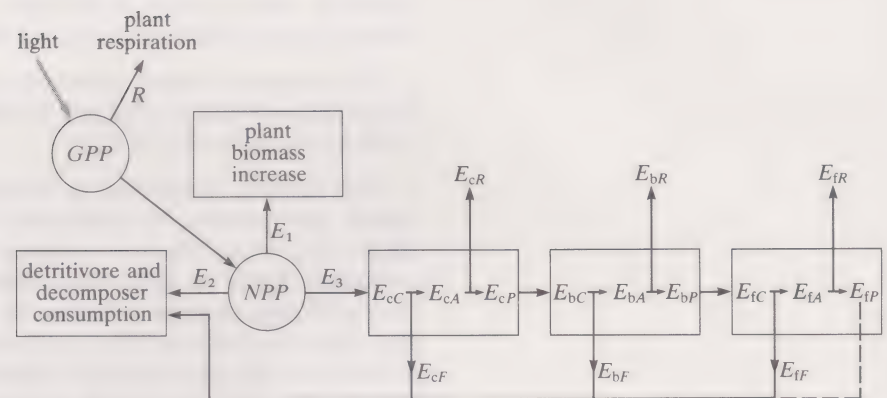 plant
light
respiration
R
GPP
plant
biomass
increase
EcR
EbR
EfR
E1
detritivore and
decomposer
consumption
E2
NPP
E3
EcC
EcA
EcP
EbC
EbA
EbP
EfC
EfA
EfP
EcF
EbF
EfF